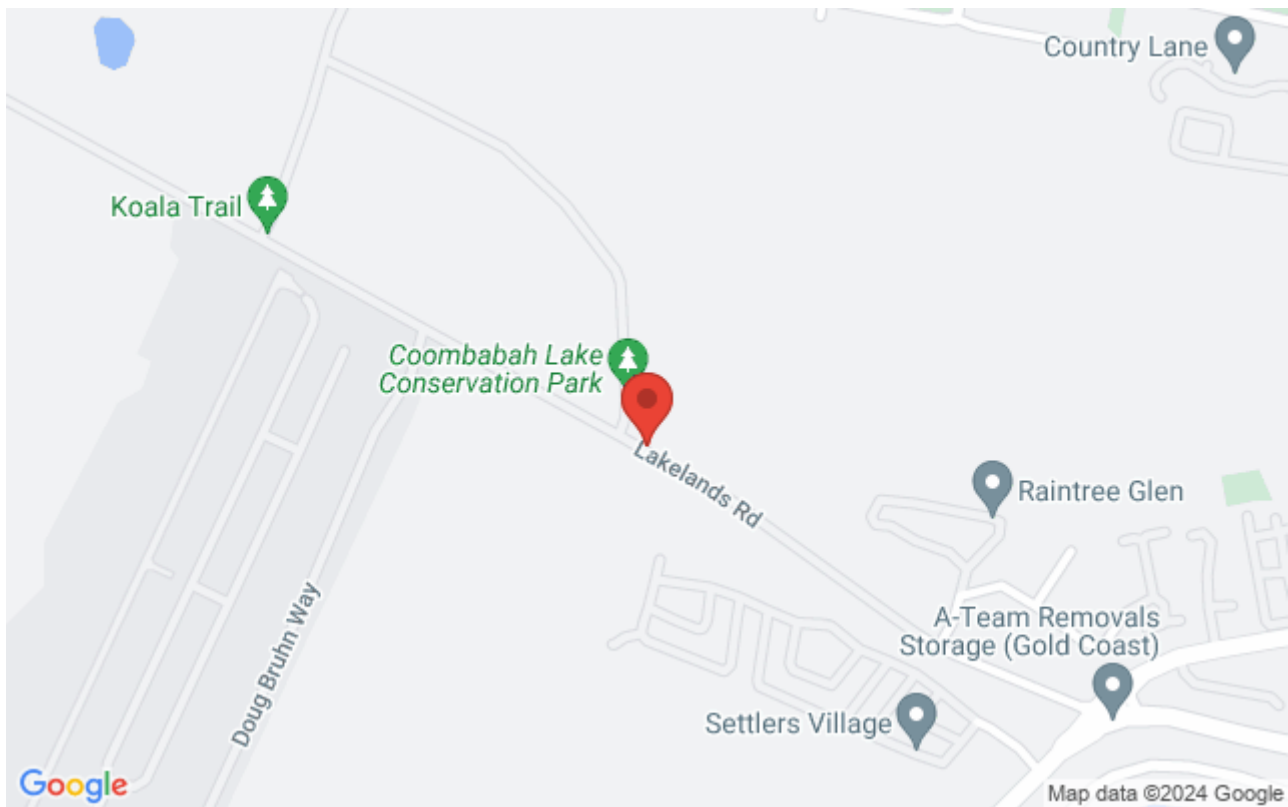 Country Lane
Koala Trail
Coombabah Lake
Conservation Park
Lakelands Rd
Raintree Glen
Doug Bruhn Way
A-Team Removals
Storage (Gold Coast)
Settlers Village
Google
Map data ©2024 Google